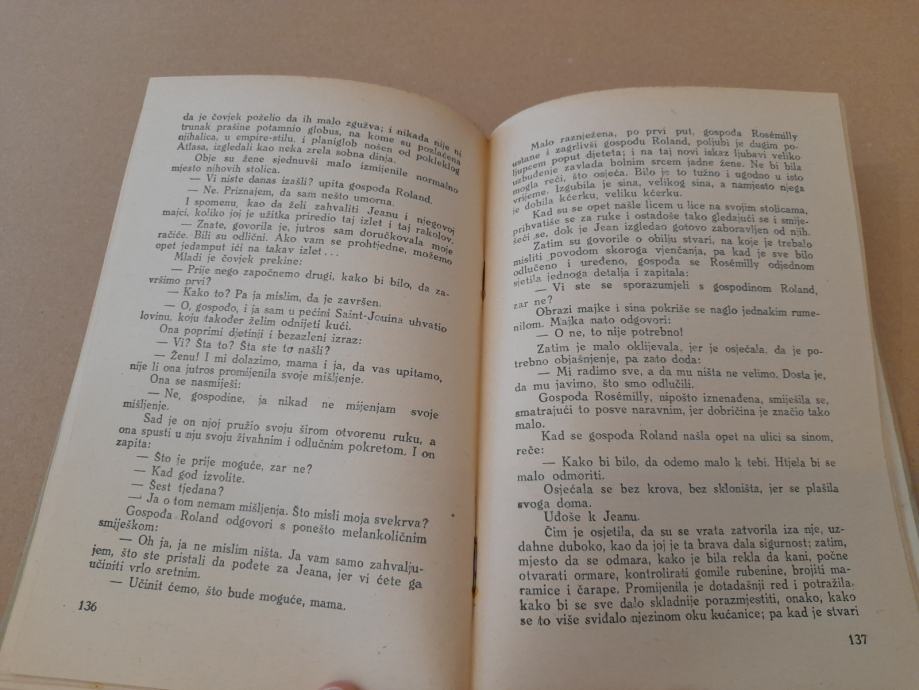 da je čovjek poželio da ih malo zgužva; i nikada nije ni
trunak prašine potamnio globus, na kome su pozlaćena
njihalica, u empire-stilu, i planiglob nošen od pokleklog
Atlasa, izgledali kao neka zrela sobna dinja.
Obje su žene sjednuvši malo izmijenile normalno
mjesto njihovih stolica.
— Vi niste danas izašli? upita gospođa Roland.
— Ne. Priznajem, da sam nešto umorna.
I spomenu, kao da želi zahvaliti Jeanu i njegovoj
majci, koliko joj je užitka priredio taj izlet i taj rakolov.
— Znate, govorila je, jutros sam doručkovala moje
račiće. Bili su odlični. Ako vam se prohtjedne, možemo
opet jedamput ići na takav izlet...
Mladi je čovjek prekine:
— Prije nego započnemo drugi, kako bi bilo, da za-
vršimo prvi?
— Kako to? Pa ja mislim, da je završen.
— O, gospođo, i ja sam u pećini Saint-Jouina uhvatio
lovinu, koju također želim odnijeti kući.
Ona poprimi djetinji i bezazleni izraz:
— Vi? Šta to? Šta ste to našli?
— Ženu! I mi dolazimo, mama i ja, da vas upitamo,
nije li ona jutros promijenila svoje mišljenje.
Ona se nasmiješi:
— Ne, gospodine, ja nikad ne mijenjam svoje
mišljenje.
Sad je on njoj pružio svoju širom otvorenu ruku, a
ona spusti u nju svoju živahnim i odlučnim pokretom. I on
zapita:
— Što je prije moguće, zar ne?
— Kad god izvolite.
— Šest tjedana?
— Ja o tom nemam mišljenja. Što misli moja svekrva?
Gospođa Roland odgovori s ponešto melankoličnim
smiješkom:
— Oh ja, ja ne mislim ništa. Ja vam samo zahvalju-
jem, što ste pristali da pođete za Jeana, jer vi ćete ga
učiniti vrlo sretnim.
— Učinit ćemo, što bude moguće, mama.
136
Malo raznježena, po prvi put, gospođa Rosémilly
ustane i zagrlivši gospođu Roland, poljubi je dugim po-
ljupcem poput djeteta; i na taj novi iskaz ljubavi veliko
uzbuđenje zavlada bolnim srcem jadne žene. Ne bi bila
mogla reći, što osjeća. Bilo je to tužno i ugodno u isto
vrijeme. Izgubila je sina, velikog sina, a namjesto njega
je dobila kćerku, veliku kćerku.
Kad su se opet našle licem u lice na svojim stolicama,
prihvatiše se za ruke i ostadoše tako gledajući se i smije-
šeći se, dok je Jean izgledao gotovo zaboravljen od njih.
Zatim su govorile o obilju stvari, na koje je trebalo
misliti povodom skoroga vjenčanja, pa kad je sve bilo
odlučeno i uređeno, gospođa se Rosémilly odjednom
sjetila jednoga detalja i zapitala:
— Vi ste se sporazumjeli s gospodinom Roland,
zar ne?
Obrazi majke i sina pokriše se naglo jednakim rume-
nilom. Majka nato odgovori:
— O ne, to nije potrebno!
Zatim je malo oklijevala, jer je osjećala, da je po-
trebno objašnjenje, pa zato doda:
— Mi radimo sve, a da mu ništa ne velimo. Dosta je,
da mu javimo, što smo odlučili.
Gospođa Rosémilly, nipošto iznenađena, smiješila se,
smatrajući to posve naravnim, jer dobričina je značio tako
malo.
Kad se gospođa Roland našla opet na ulici sa sinom,
reče:
— Kako bi bilo, da odemo malo k tebi. Htjela bi se
malo odmoriti.
Osjećala se bez krova, bez skloništa, jer se plašila
svoga doma.
Uđoše k Jeanu.
Čim je osjetila, da su se vrata zatvorila iza nje, uz-
dahne duboko, kao da joj je ta brava dala sigurnost; zatim,
mjesto da se odmara, kako je bila rekla da kani, počne
otvarati ormare, kontrolirati gomile rubenine, brojiti ma-
ramice i čarape. Promijenila je dotadašnji red i potražila,
kako bi se sve dalo skladnije porazmjestiti, onako, kako
se to više sviđalo njezinom oku kućanice; pa kad je stvari
137